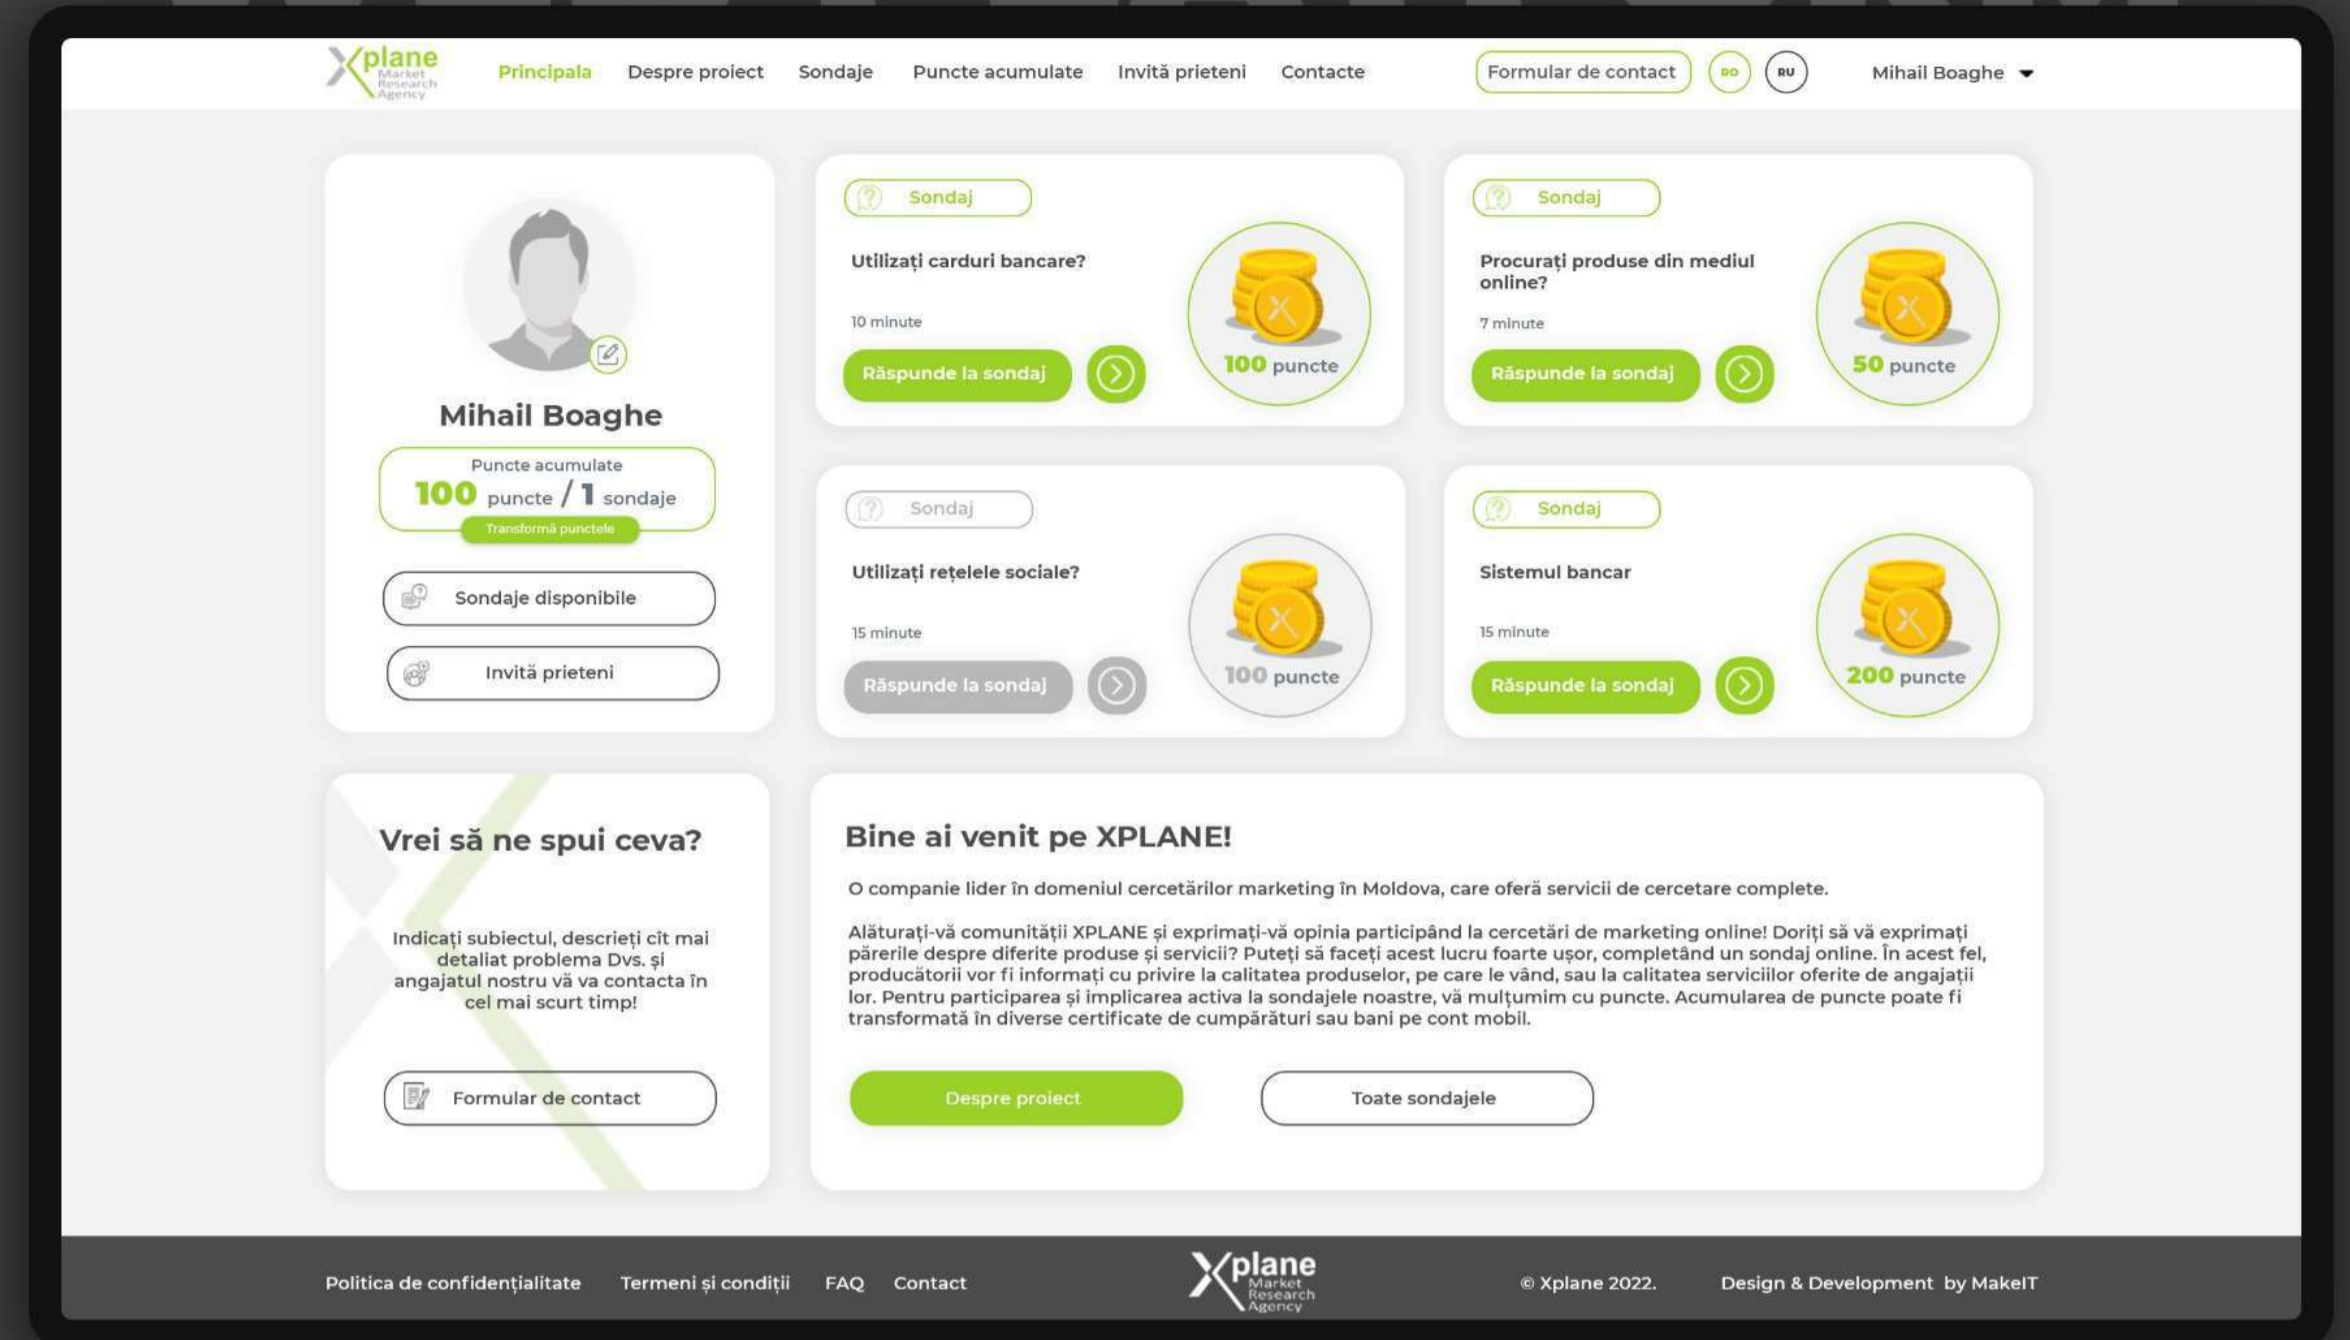 Xplane
Market
Research
Agency
Principala
Despre proiect
Sondaje
Puncte acumulate
Invită prieteni
Contacte
Formular de contact
RO
RU
Mihail Boaghe
Mihail Boaghe
Puncte acumulate
100 puncte / 1 sondaje
Transformă punctele
Sondaje disponibile
Invită prieteni
Sondaj
Utilizați carduri bancare?
10 minute
Răspunde la sondaj
100 puncte
Sondaj
Procurați produse din mediul
online?
7 minute
Răspunde la sondaj
50 puncte
Sondaj
Utilizați rețelele sociale?
15 minute
Răspunde la sondaj
100 puncte
Sondaj
Sistemul bancar
15 minute
Răspunde la sondaj
200 puncte
Vrei să ne spui ceva?
Indicați subiectul, descrieți cît mai
detaliat problema Dvs. și
angajatul nostru vă va contacta în
cel mai scurt timp!
Formular de contact
Bine ai venit pe XPLANE!
O companie lider în domeniul cercetărilor marketing în Moldova, care oferă servicii de cercetare complete.
Alăturați-vă comunității XPLANE și exprimați-vă opinia participând la cercetări de marketing online! Doriți să vă exprimați
părerile despre diferite produse și servicii? Puteți să faceți acest lucru foarte ușor, completând un sondaj online. În acest fel,
producătorii vor fi informați cu privire la calitatea produselor, pe care le vând, sau la calitatea serviciilor oferite de angajații
lor. Pentru participarea și implicarea activa la sondajele noastre, vă mulțumim cu puncte. Acumularea de puncte poate fi
transformată în diverse certificate de cumpărături sau bani pe cont mobil.
Despre proiect
Toate sondajele
Politica de confidențialitate
Termeni și condiții
FAQ
Contact
Xplane
Market
Research
Agency
© Xplane 2022.
Design & Development by MakeIT